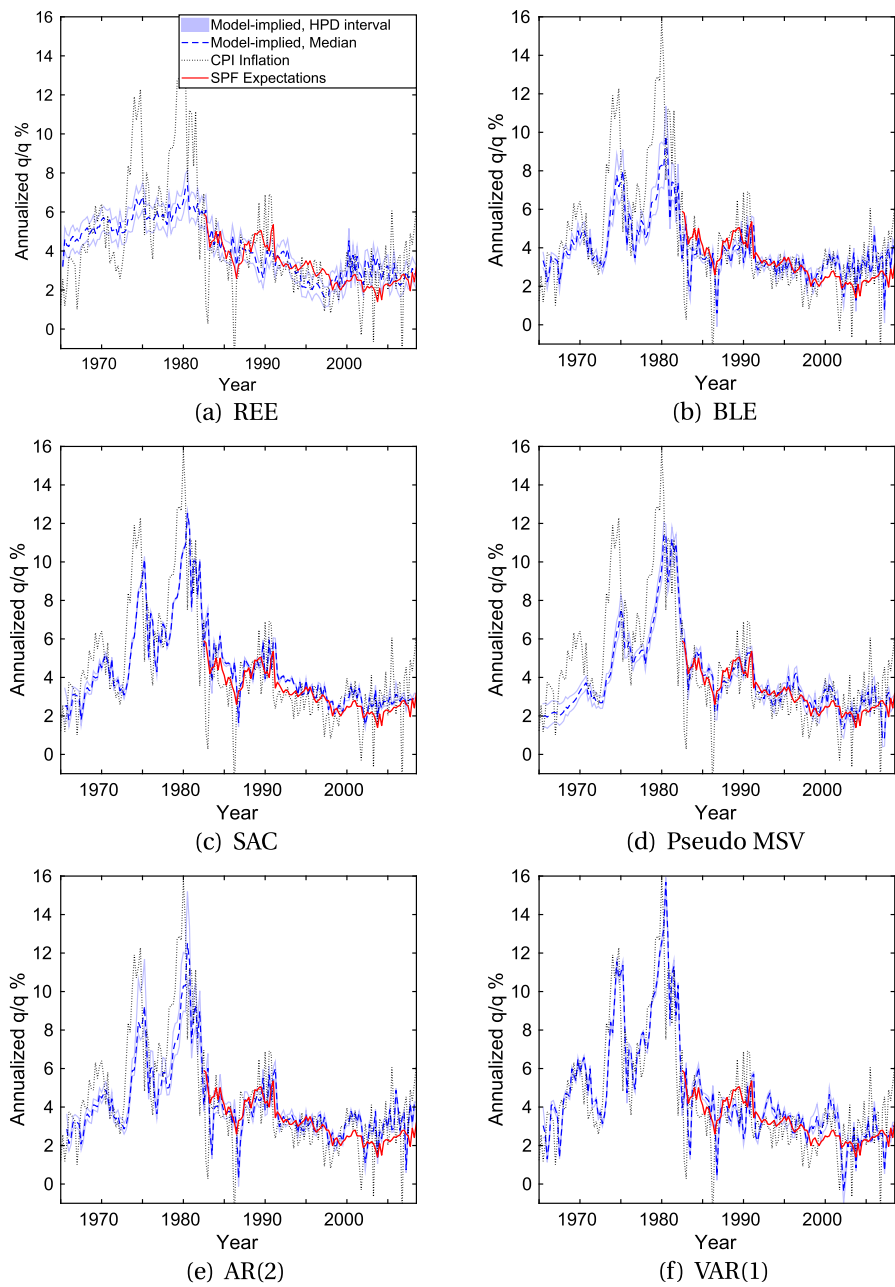 Model-implied, HPD interval
Model-implied, Median
CPI Inflation
SPF Expectations
Annualized q/q %
16
14
12
10
8
6
4
2
0
1970 1980 1990 2000
Year
(a) REE
Annualized q/q %
16
14
12
10
8
6
4
2
0
1970 1980 1990 2000
Year
(b) BLE
Annualized q/q %
16
14
12
10
8
6
4
2
0
1970 1980 1990 2000
Year
(c) SAC
Annualized q/q %
16
14
12
10
8
6
4
2
0
1970 1980 1990 2000
Year
(d) Pseudo MSV
Annualized q/q %
16
14
12
10
8
6
4
2
0
1970 1980 1990 2000
(e) AR(2)
Annualized q/q %
16
14
12
10
8
6
4
2
0
1970 1980 1990 2000
(f) VAR(1)